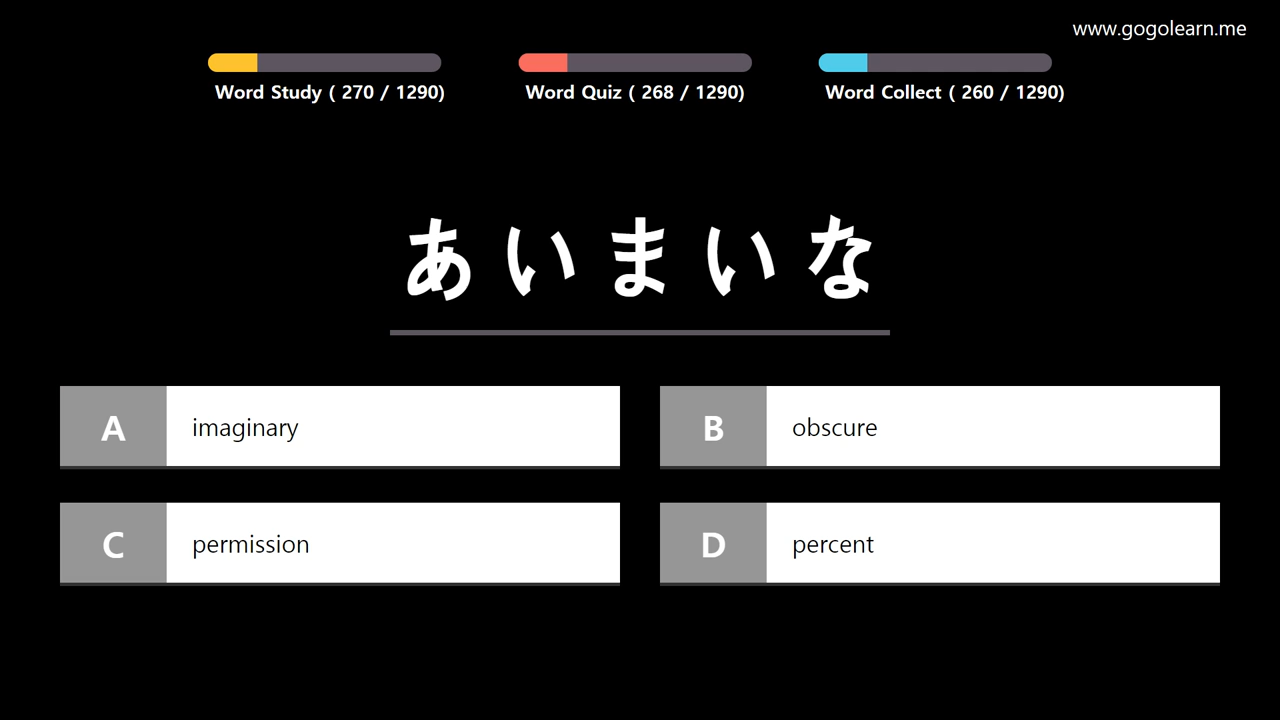 www.gogolearn.me
Word Study ( 270 / 1290)
Word Quiz ( 268 / 1290)
Word Collect ( 260 / 1290)
あいまいな
A imaginary
B obscure
C permission
D percent